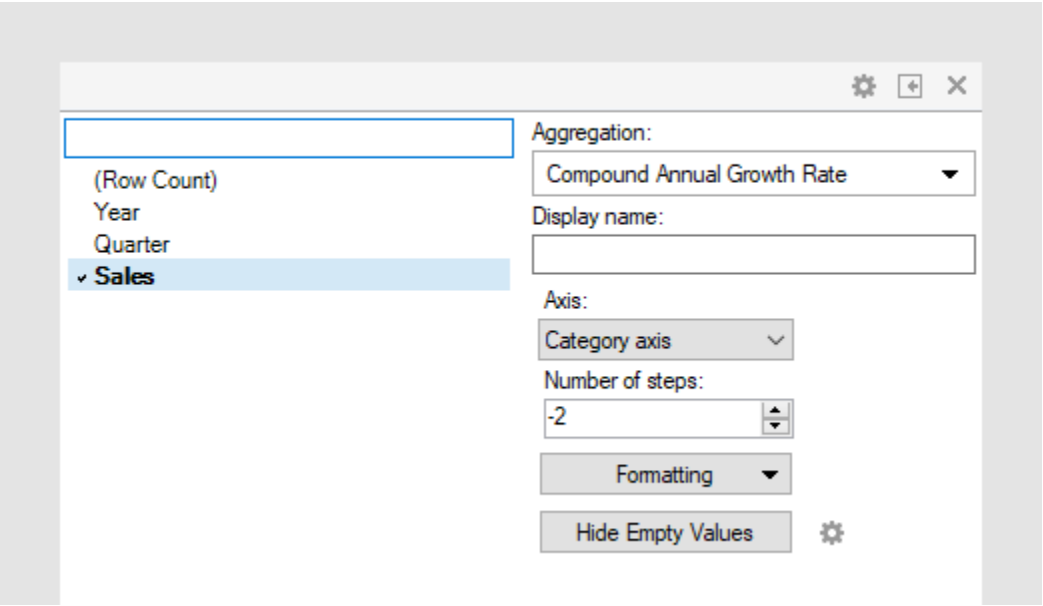 (Row Count)
Year
Quarter
Sales
Aggregation:
Compound Annual Growth Rate
Display name:
Axis:
Category axis
Number of steps:
-2
Formatting
Hide Empty Values